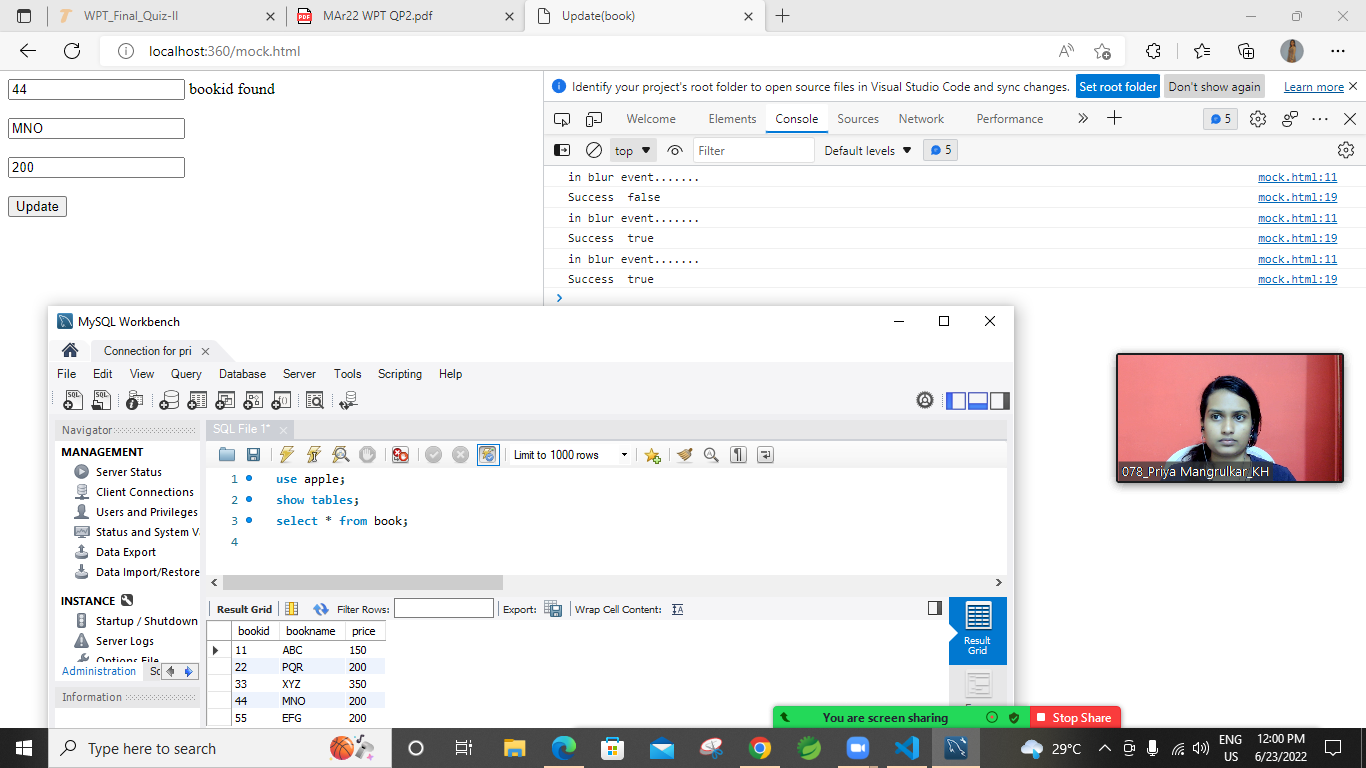 WPT_Final_Quiz-II
MAr22 WPT QP2.pdf
Update(book)
localhost:360/mock.html
44 bookid found
MNO
200
Update
Identify your project's root folder to open source files in Visual Studio Code and sync changes. Set root folder Don't show again Learn more
Welcome Elements Console Sources Network Performance 5
top Filter Default levels 5
in blur event....... mock.html:11
Success false mock.html:19
in blur event....... mock.html:11
Success true mock.html:19
in blur event....... mock.html:11
Success true mock.html:19
MySQL Workbench
Connection for pri
File Edit View Query Database Server Tools Scripting Help
Navigator
MANAGEMENT
Server Status
Client Connections
Users and Privileges
Status and System V
Data Export
Data Import/Restore
INSTANCE
Startup / Shutdown
Server Logs
Options File
Administration Sc
Information
SQL File 1*
Limit to 1000 rows
1 use apple;
2 show tables;
3 select * from book;
4
Result Grid Filter Rows: Export: Wrap Cell Content:
bookid bookname price
11 ABC 150
22 PQR 200
33 XYZ 350
44 MNO 200
55 EFG 200
Result
Grid
078_Priya Mangrulkar_KH
You are screen sharing Stop Share
Type here to search
29°C
ENG
US
12:00 PM
6/23/2022